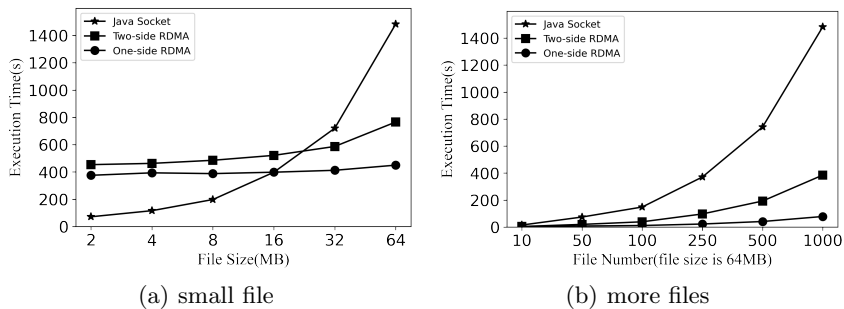 Java Socket
Two-side RDMA
One-side RDMA
Execution Time(s)
1400
1200
1000
800
600
400
200
0
2 4 8 16 32 64
File Size(MB)
(a) small file
Java Socket
Two-side RDMA
One-side RDMA
Execution Time(s)
1400
1200
1000
800
600
400
200
0
10 50 100 250 500 1000
File Number(file size is 64MB)
(b) more files